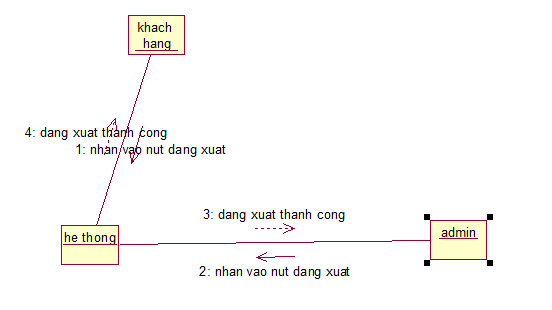 khach
hang
4: dang xuat thanh cong
1: nhan vao nut dang xuat
3: dang xuat thanh cong
he thong
admin
2: nhan vao nut dang xuat